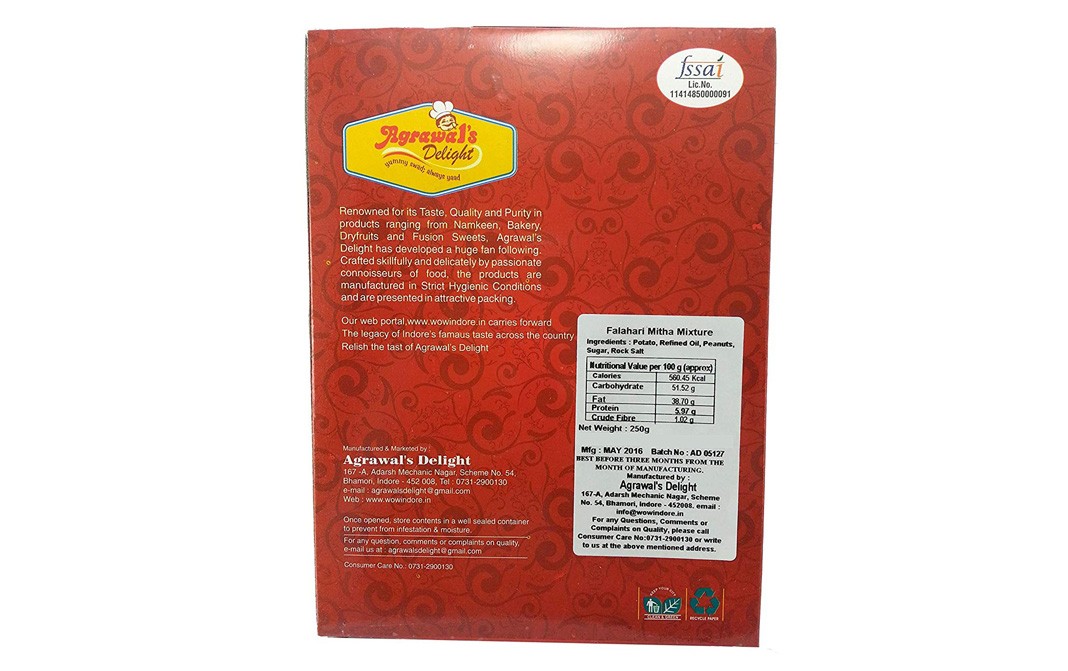 fssai
Lic.No.
11414850000091
Agrawal's
Delight
yummy swad; always yaad
Renowned for its Taste, Quality and Purity in
products ranging from Namkeen, Bakery,
Dryfruits and Fusion Sweets, Agrawal's
Delight has developed a huge fan following.
Crafted skillfully and delicately by passionate
connoisseurs of food, the products are
manufactured in Strict Hygienic Conditions
and are presented in attractive packing.
Our web portal,www.wowindore.in carries forward
The legacy of Indore's famaus taste across the country
Relish the tast of Agrawal's Delight
Manufactured & Marketed by :
Agrawal's Delight
167 -A, Adarsh Mechanic Nagar, Scheme No. 54,
Bhamori, Indore - 452 008, Tel : 0731-2900130
e-mail : agrawalsdelight@gmail.com
Web : www.wowindore.in
Once opened, store contents in a well sealed container
to prevent from infestation & moisture.
For any question, comments or complaints on quality,
e-mail us at : agrawalsdelight@gmail.com
Consumer Care No.: 0731-2900130
Falahari Mitha Mixture
Ingredients : Potato, Refined Oil, Peanuts,
Sugar, Rock Salt
Nutritional Value per 100 g (approx)
Calories 560.45 Kcal
Carbohydrate 51.52 g
Fat 38.70 g
Protein 5.97 g
Crude Fibre 1.02 g
Net Weight : 250g
Mfg : MAY 2016 Batch No : AD 05127
BEST BEFORE THREE MONTHS FROM THE
MONTH OF MANUFACTURING.
Manufactured by :
Agrawal's Delight
167-A, Adarsh Mechanic Nagar, Scheme
No. 54, Bhamori, Indore - 452008. email :
info@wowindore.in
For any Questions, Comments or
Complaints on Quality, please call
Consumer Care No:0731-2900130 or write
to us at the above mentioned address.
KEEP YOUR CITY
CLEAN & GREEN
RECYCLE PAPER